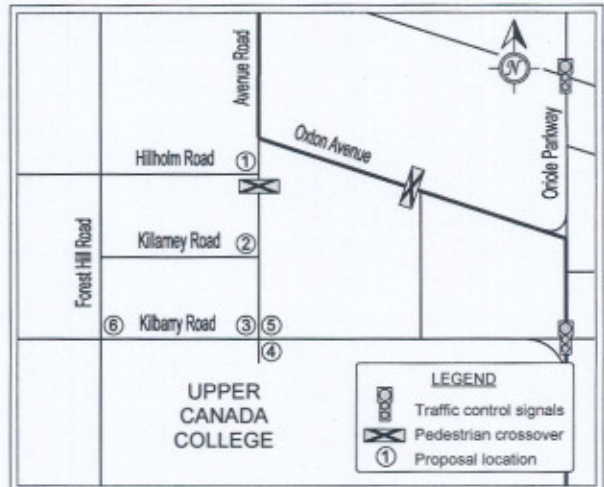 Avenue Road
N
Oxton Avenue
Oriole Parkway
Hillholm Road
1
Forest Hill Road
Killarney Road
2
6
Kilbarry Road
3
5
4
UPPER
CANADA
COLLEGE
LEGEND
Traffic control signals
Pedestrian crossover
1 Proposal location